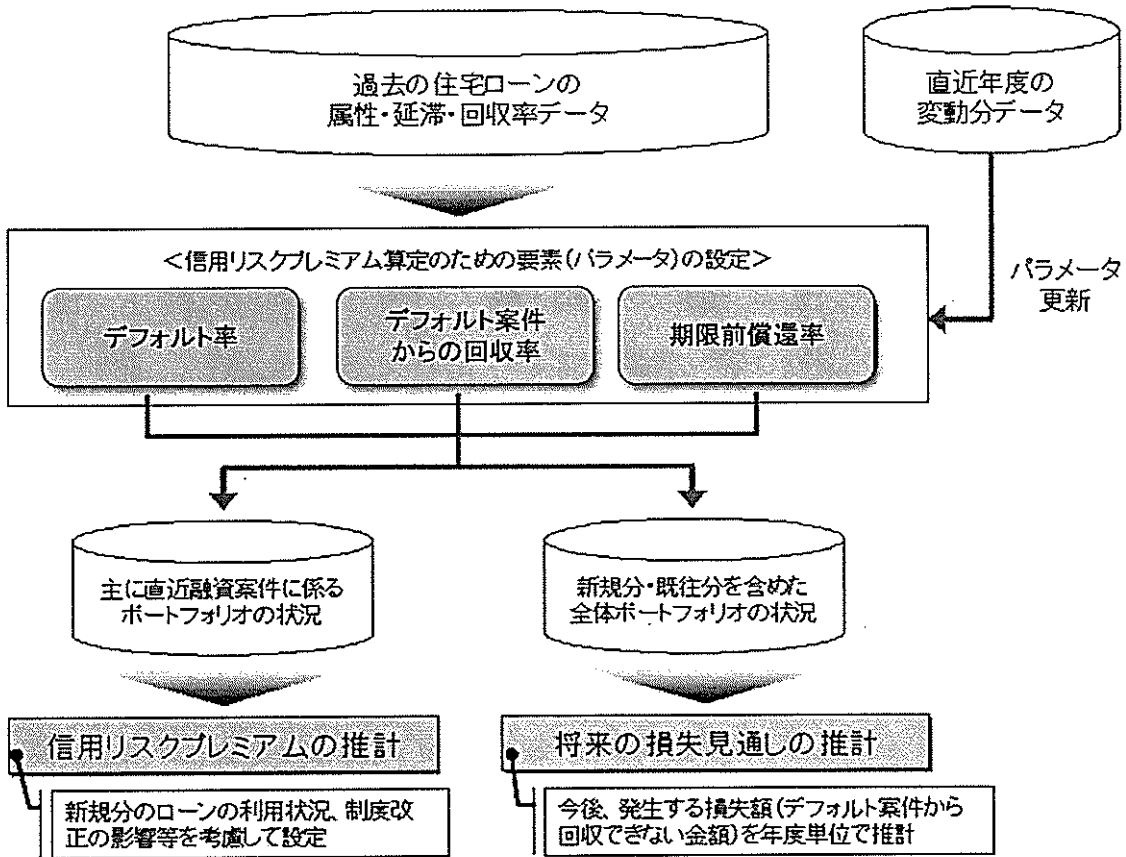 過去の住宅ローンの
属性・延滞・回収率データ
直近年度の
変動分データ
＜信用リスクプレミアム算定のための要素(パラメータ)の設定＞
デフォルト率
デフォルト案件
からの回収率
期限前償還率
パラメータ
更新
主に直近融資案件に係る
ポートフォリオの状況
新規分・既往分を含めた
全体ポートフォリオの状況
信用リスクプレミアムの推計
新規分のローンの利用状況、制度改
正の影響等を考慮して設定
将来の損失見通しの推計
今後、発生する損失額(デフォルト案件から
回収できない金額)を年度単位で推計